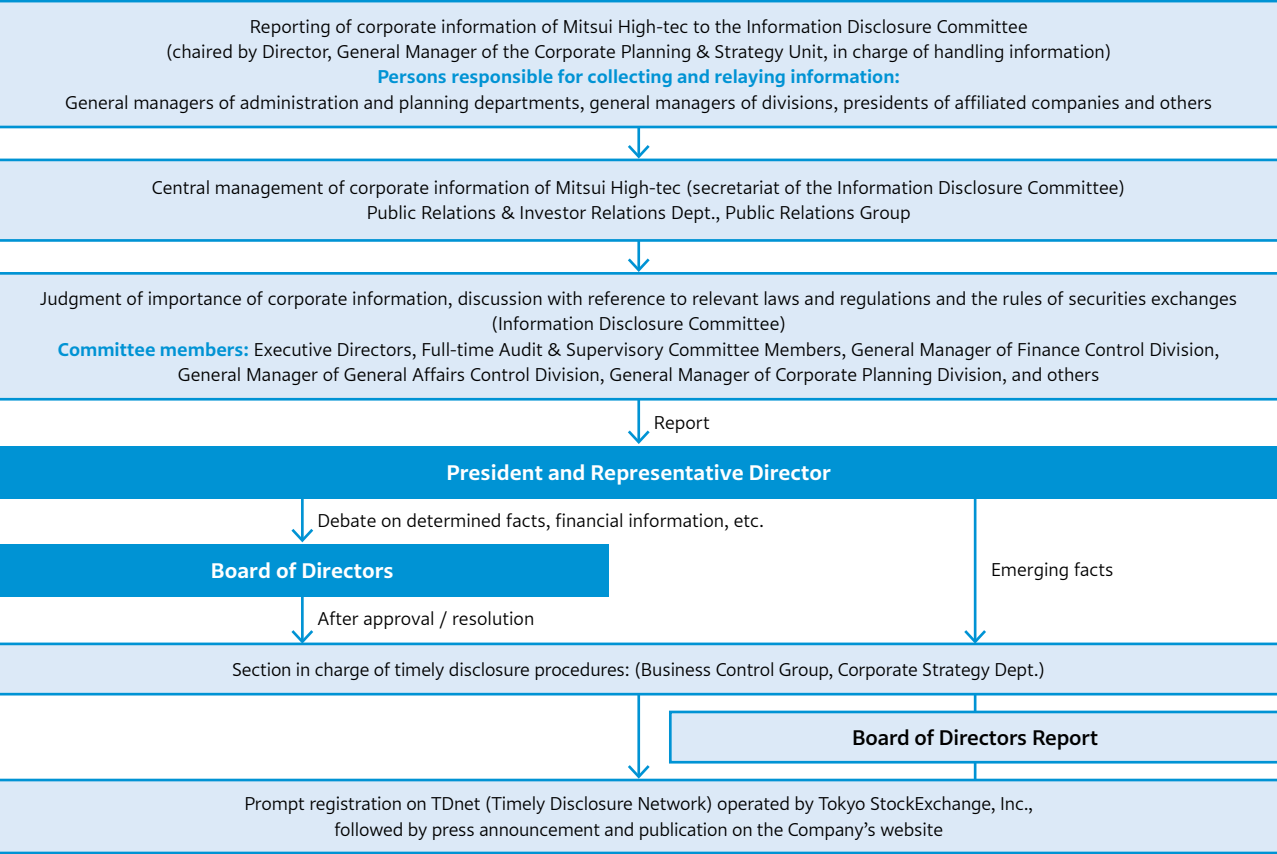 Reporting of corporate information of Mitsui High-tec to the Information Disclosure Committee
(chaired by Director, General Manager of the Corporate Planning & Strategy Unit, in charge of handling information)
Persons responsible for collecting and relaying information:
General managers of administration and planning departments, general managers of divisions, presidents of affiliated companies and others
Central management of corporate information of Mitsui High-tec (secretariat of the Information Disclosure Committee)
Public Relations & Investor Relations Dept., Public Relations Group
Judgment of importance of corporate information, discussion with reference to relevant laws and regulations and the rules of securities exchanges
(Information Disclosure Committee)
Committee members: Executive Directors, Full-time Audit & Supervisory Committee Members, General Manager of Finance Control Division,
General Manager of General Affairs Control Division, General Manager of Corporate Planning Division, and others
Report
President and Representative Director
Debate on determined facts, financial information, etc.
Board of Directors
Emerging facts
After approval / resolution
Section in charge of timely disclosure procedures: (Business Control Group, Corporate Strategy Dept.)
Board of Directors Report
Prompt registration on TDnet (Timely Disclosure Network) operated by Tokyo StockExchange, Inc.,
followed by press announcement and publication on the Company's website